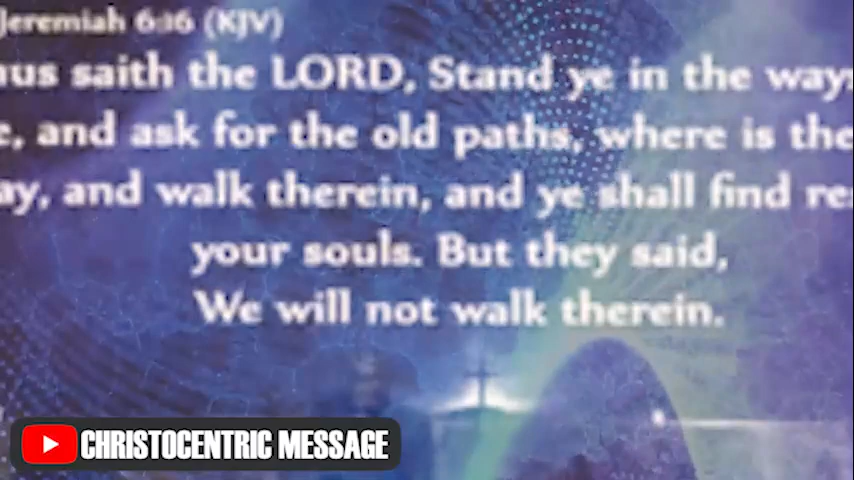 Jeremiah 6:16 (KJV)
us saith the LORD, Stand ye in the ways
e, and ask for the old paths, where is the
ay, and walk therein, and ye shall find re
your souls. But they said,
We will not walk therein.
CHRISTOCENTRIC MESSAGE